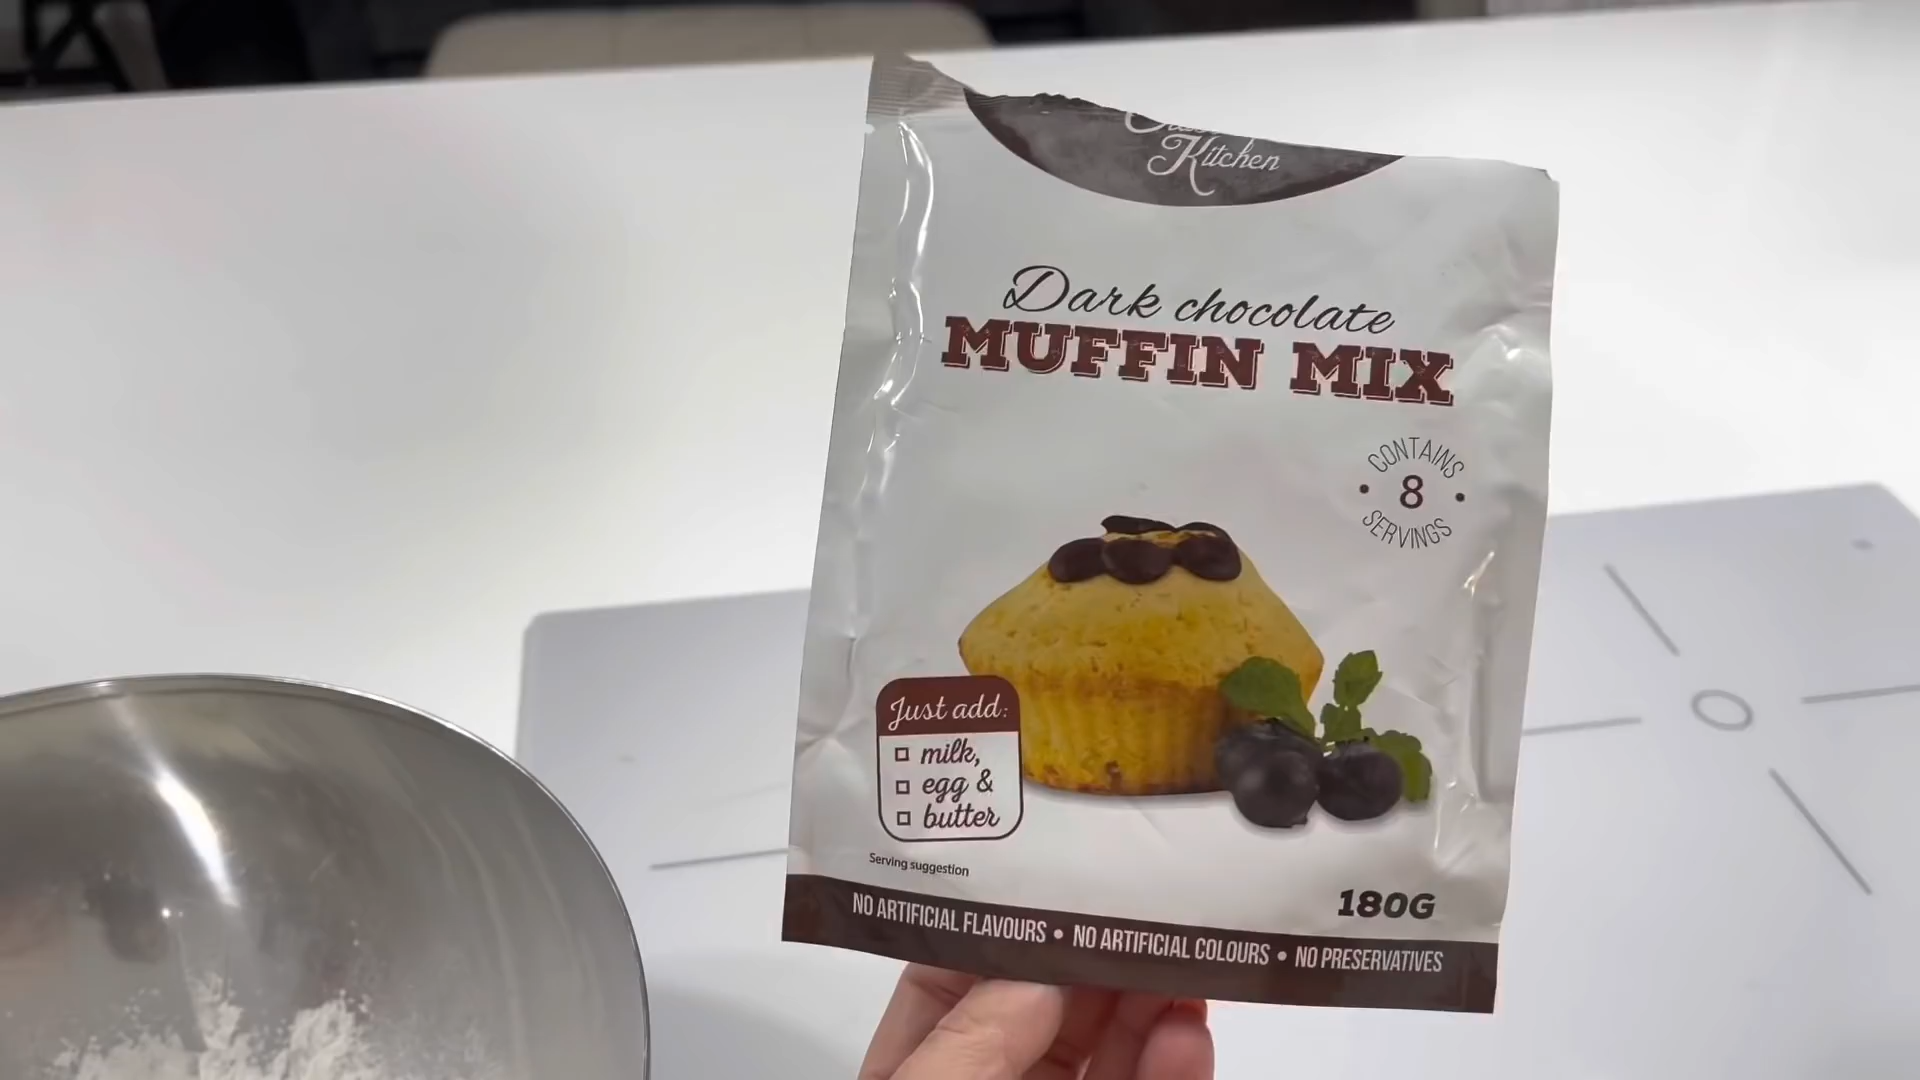 Kitchen
Dark chocolate
MUFFIN MIX
CONTAINS
8
SERVINGS
Just add:
milk,
egg &
butter
Serving suggestion
180G
NO ARTIFICIAL FLAVOURS • NO ARTIFICIAL COLOURS • NO PRESERVATIVES